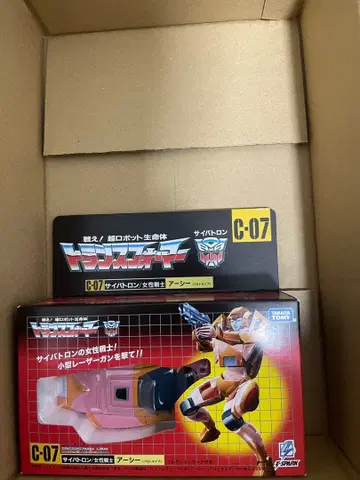 戦え! 超ロボット生命体
トランスフォーマー
サイバトロン
C-07
C-07 サイバトロン/女性戦士 アーシー
戦え! 超ロボット生命体
トランスフォーマー
TAKARA TOMY
サイバトロンの女性戦士!
小型レーザーガンを撃て!!
C-07 サイバトロン/女性戦士 アーシー
e-SPARK